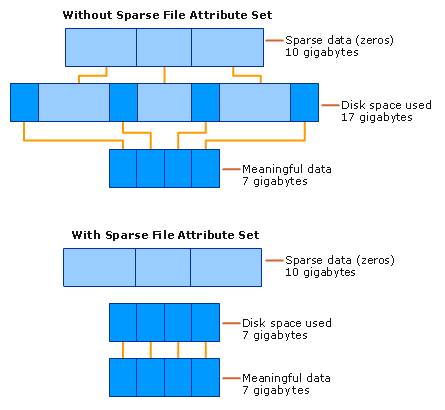 Without Sparse File Attribute Set
Sparse data (zeros)
10 gigabytes
Disk space used
17 gigabytes
Meaningful data
7 gigabytes
With Sparse File Attribute Set
Sparse data (zeros)
10 gigabytes
Disk space used
7 gigabytes
Meaningful data
7 gigabytes